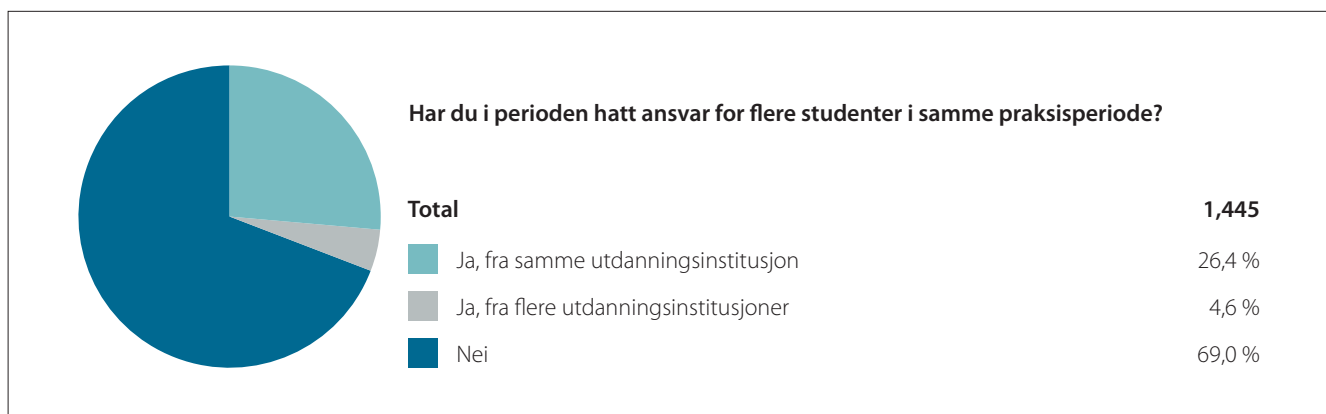 Har du i perioden hatt ansvar for flere studenter i samme praksisperiode?
Total 1,445
Ja, fra samme utdanningsinstitusjon 26,4 %
Ja, fra flere utdanningsinstitusjoner 4,6 %
Nei 69,0 %